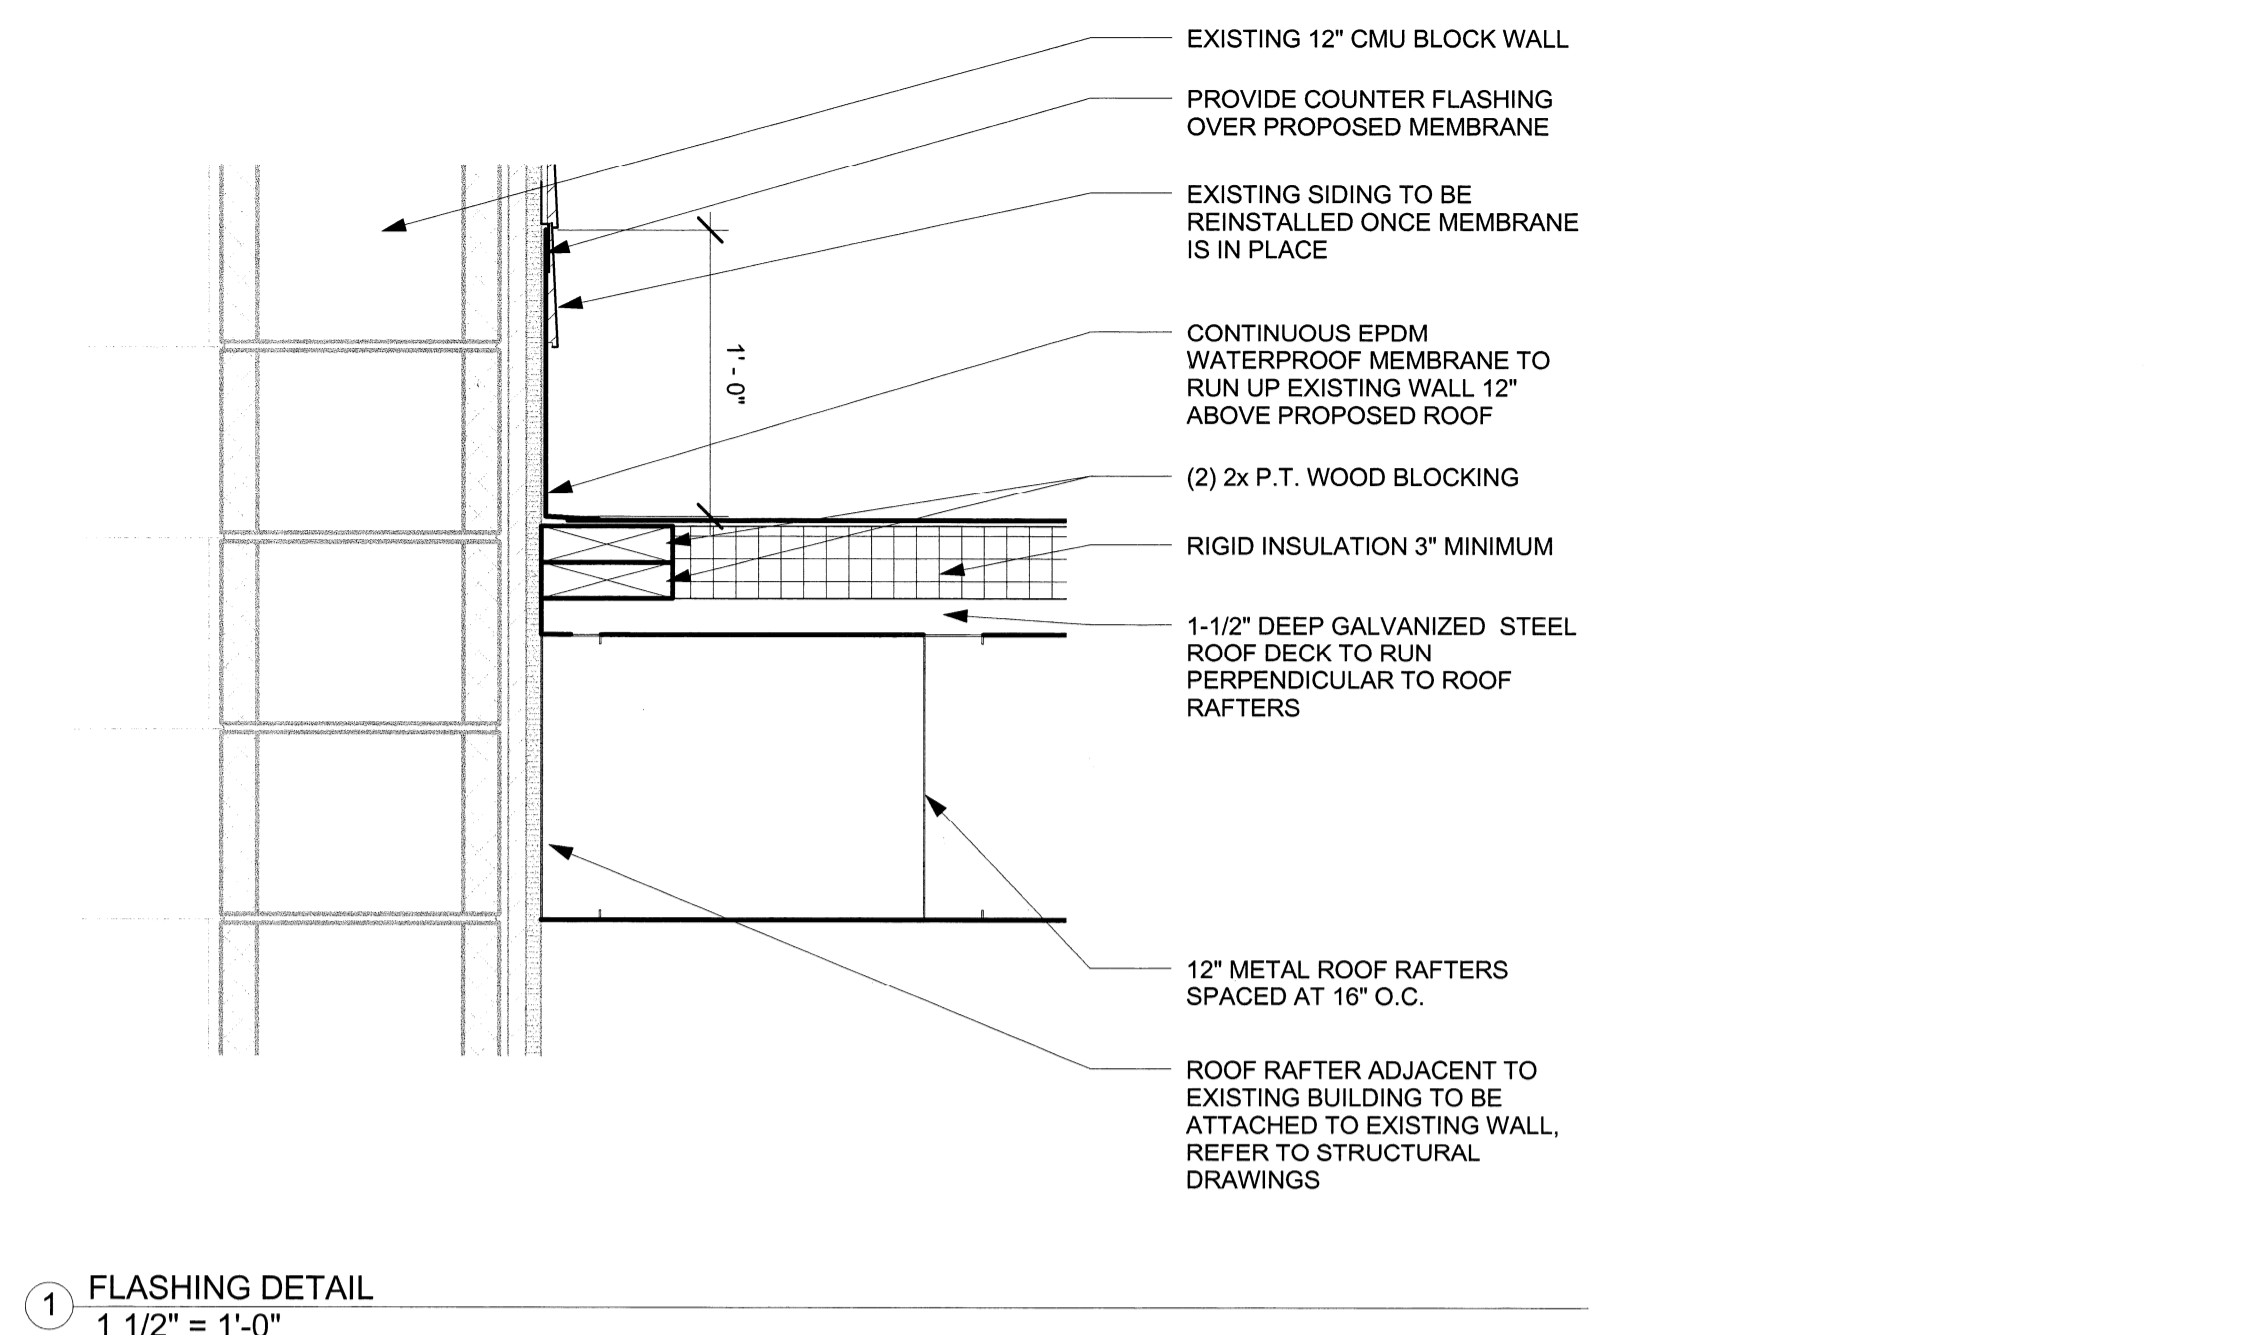 EXISTING 12" CMU BLOCK WALL
PROVIDE COUNTER FLASHING
OVER PROPOSED MEMBRANE
EXISTING SIDING TO BE
REINSTALLED ONCE MEMBRANE
IS IN PLACE
1' - 0"
CONTINUOUS EPDM
WATERPROOF MEMBRANE TO
RUN UP EXISTING WALL 12"
ABOVE PROPOSED ROOF
(2) 2x P.T. WOOD BLOCKING
RIGID INSULATION 3" MINIMUM
1-1/2" DEEP GALVANIZED STEEL
ROOF DECK TO RUN
PERPENDICULAR TO ROOF
RAFTERS
12" METAL ROOF RAFTERS
SPACED AT 16" O.C.
ROOF RAFTER ADJACENT TO
EXISTING BUILDING TO BE
ATTACHED TO EXISTING WALL,
REFER TO STRUCTURAL
DRAWINGS
1 FLASHING DETAIL
1 1/2" = 1'-0"